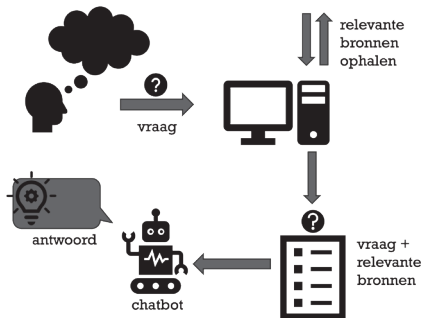 relevante
bronnen
ophalen
?
vraag
?
vraag +
relevante
bronnen
antwoord
chatbot